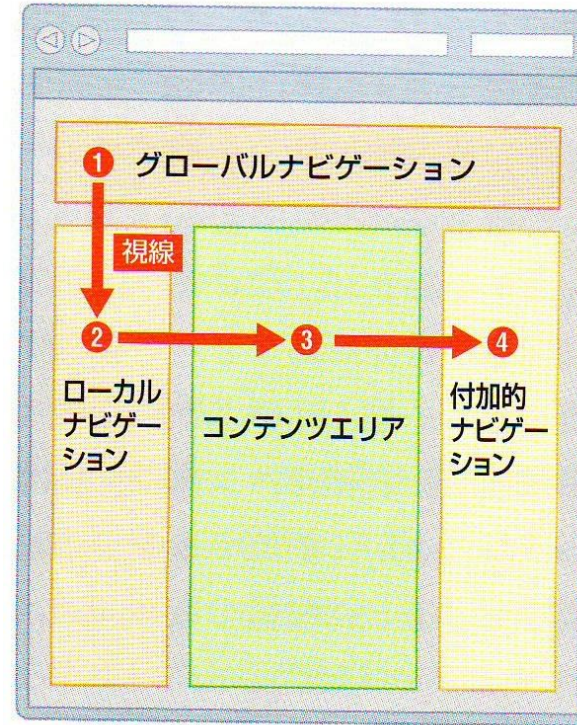 1 グローバルナビゲーション
視線
2
ローカル
ナビゲー
ション
3
コンテンツエリア
4
付加的
ナビゲー
ション